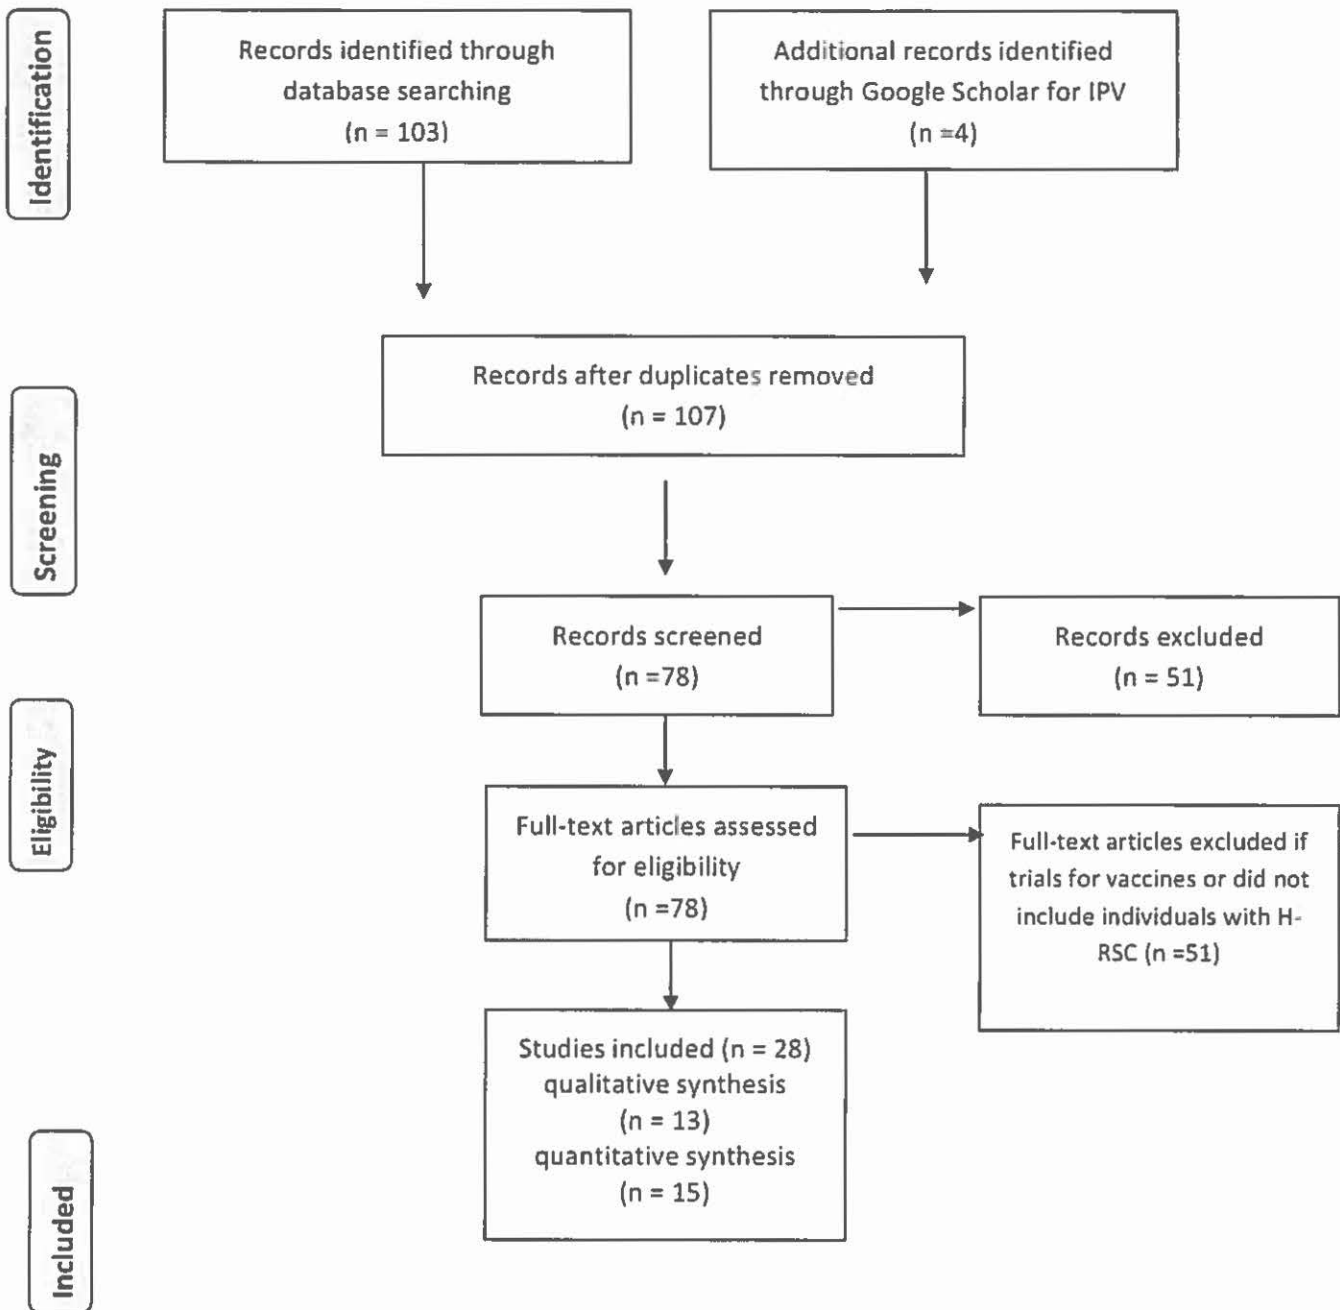 Identification
Records identified through
database searching
(n = 103)
Additional records identified
through Google Scholar for IPV
(n =4)
Screening
Records after duplicates removed
(n = 107)
Records screened
(n =78)
Records excluded
(n = 51)
Eligibility
Full-text articles assessed
for eligibility
(n =78)
Full-text articles excluded if
trials for vaccines or did not
include individuals with H-
RSC (n =51)
Included
Studies included (n = 28)
qualitative synthesis
(n = 13)
quantitative synthesis
(n = 15)